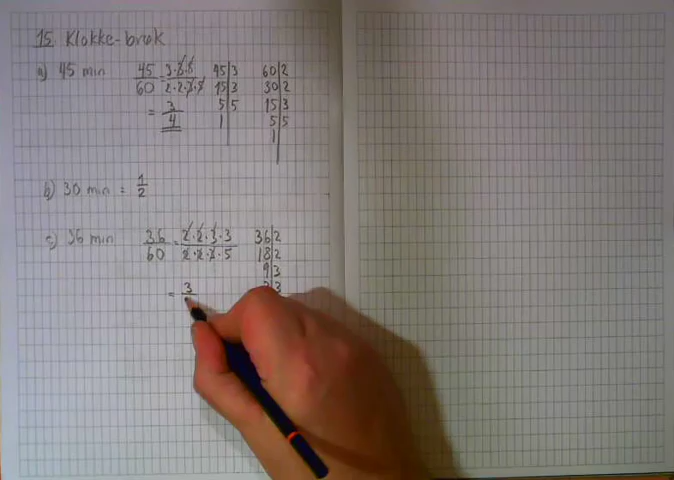 15. Klokke-brøk
a) 45 min 45/60 = 3·3·5/2·2·3·5 45|3 60|2
15|3 30|2
= 3/4 5|5 15|3
1| 5|5
1|
b) 30 min = 1/2
c) 36 min 36/60 = 2·2·3·3/2·2·3·5 36|2
18|2
9|3
= 3 3|3